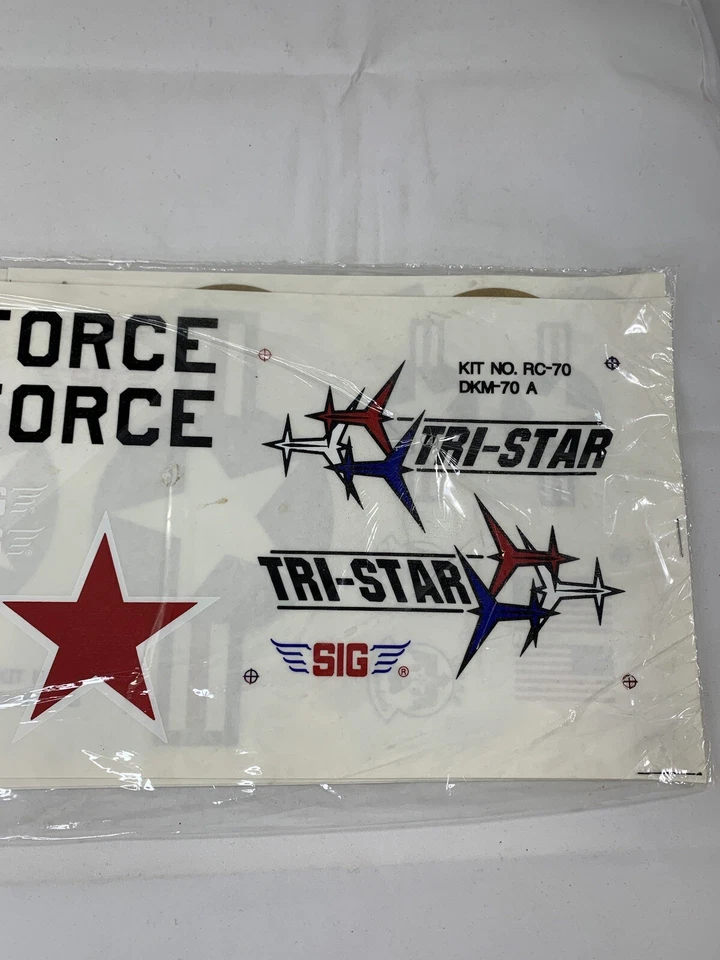 FORCE
FORCE
KIT NO. RC-70
DKM-70 A
TRI-STAR
TRI-STAR
SIG ®